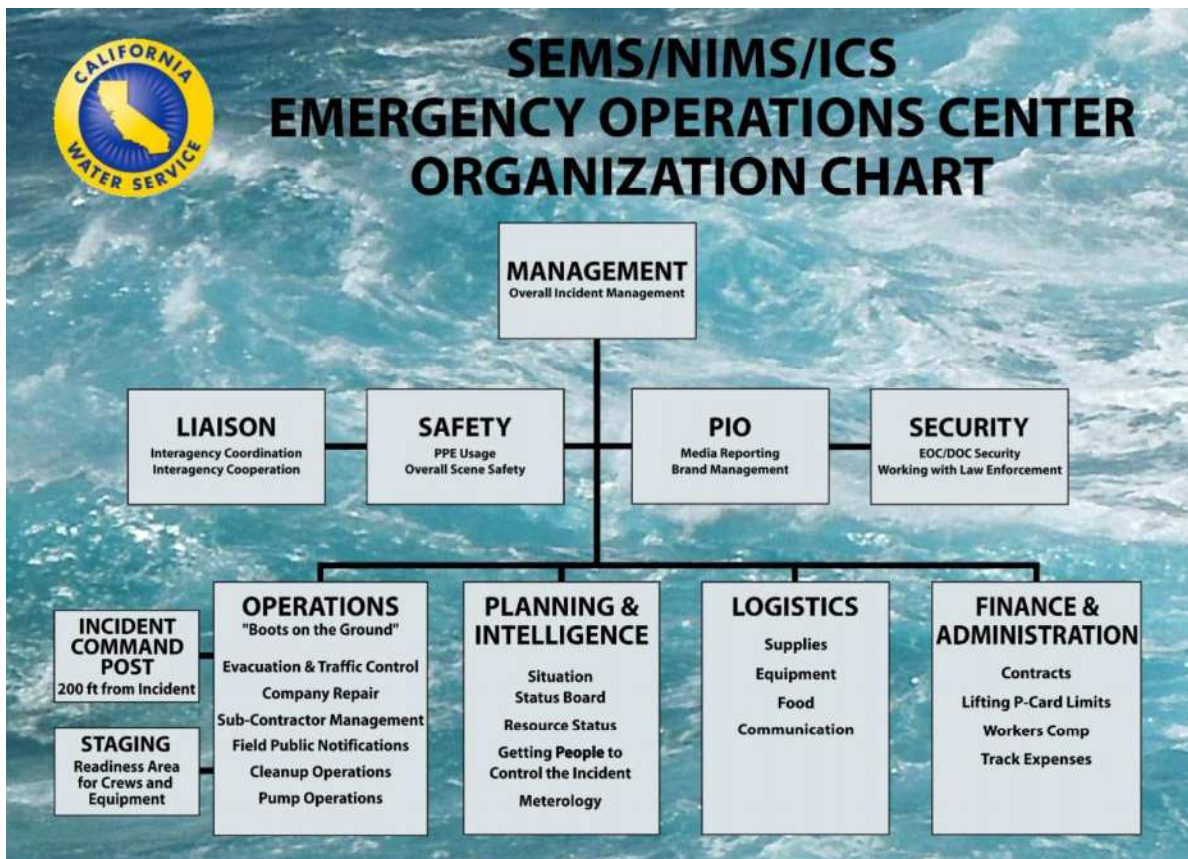 CALIFORNIA
WATER SERVICE
SEMS/NIMS/ICS
EMERGENCY OPERATIONS CENTER
ORGANIZATION CHART
MANAGEMENT
Overall Incident Management
LIAISON
Interagency Coordination
Interagency Cooperation
SAFETY
PPE Usage
Overall Scene Safety
PIO
Media Reporting
Brand Management
SECURITY
EOC/DOC Security
Working with Law Enforcement
INCIDENT
COMMAND
POST
200 ft from Incident
STAGING
Readiness Area
for Crews and
Equipment
OPERATIONS
"Boots on the Ground"
Evacuation & Traffic Control
Company Repair
Sub-Contractor Management
Field Public Notifications
Cleanup Operations
Pump Operations
PLANNING &
INTELLIGENCE
Situation
Status Board
Resource Status
Getting People to
Control the Incident
Meterology
LOGISTICS
Supplies
Equipment
Food
Communication
FINANCE &
ADMINISTRATION
Contracts
Lifting P-Card Limits
Workers Comp
Track Expenses